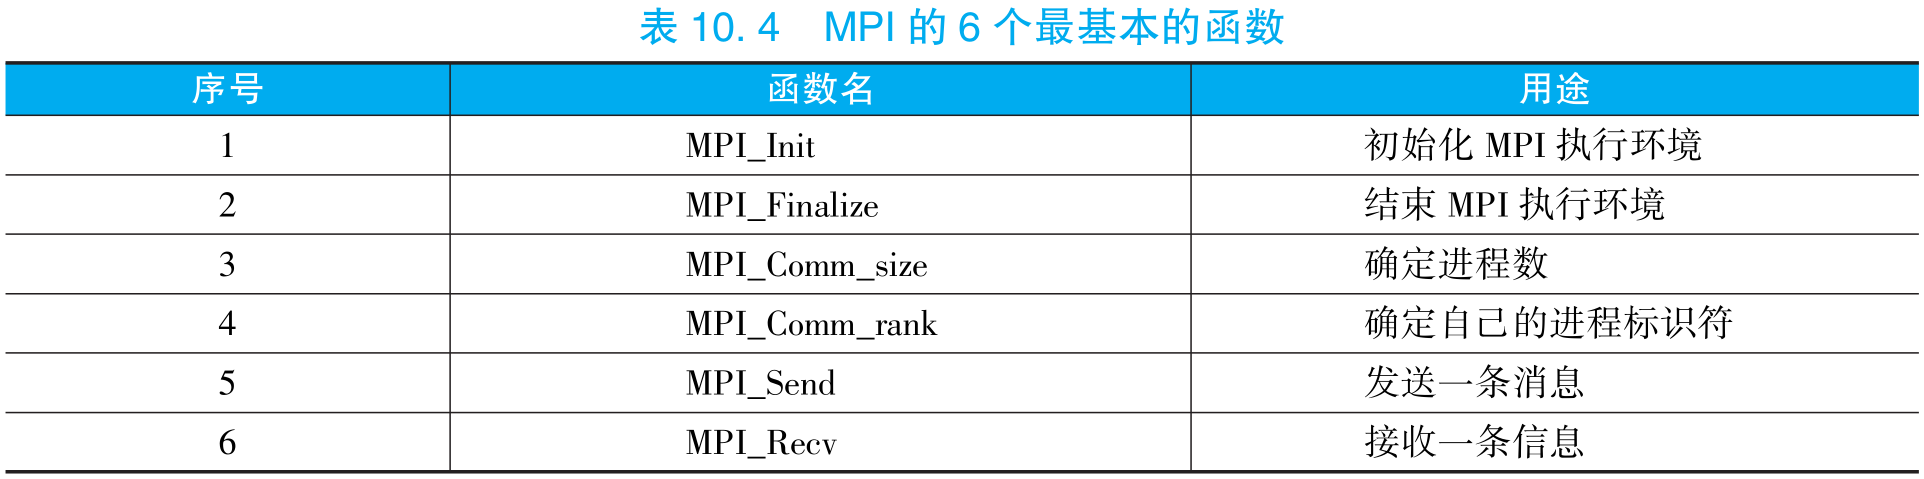 表 10. 4 MPI 的 6 个最基本的函数
序号 函数名 用途
1 MPI_Init 初始化 MPI 执行环境
2 MPI_Finalize 结束 MPI 执行环境
3 MPI_Comm_size 确定进程数
4 MPI_Comm_rank 确定自己的进程标识符
5 MPI_Send 发送一条消息
6 MPI_Recv 接收一条信息